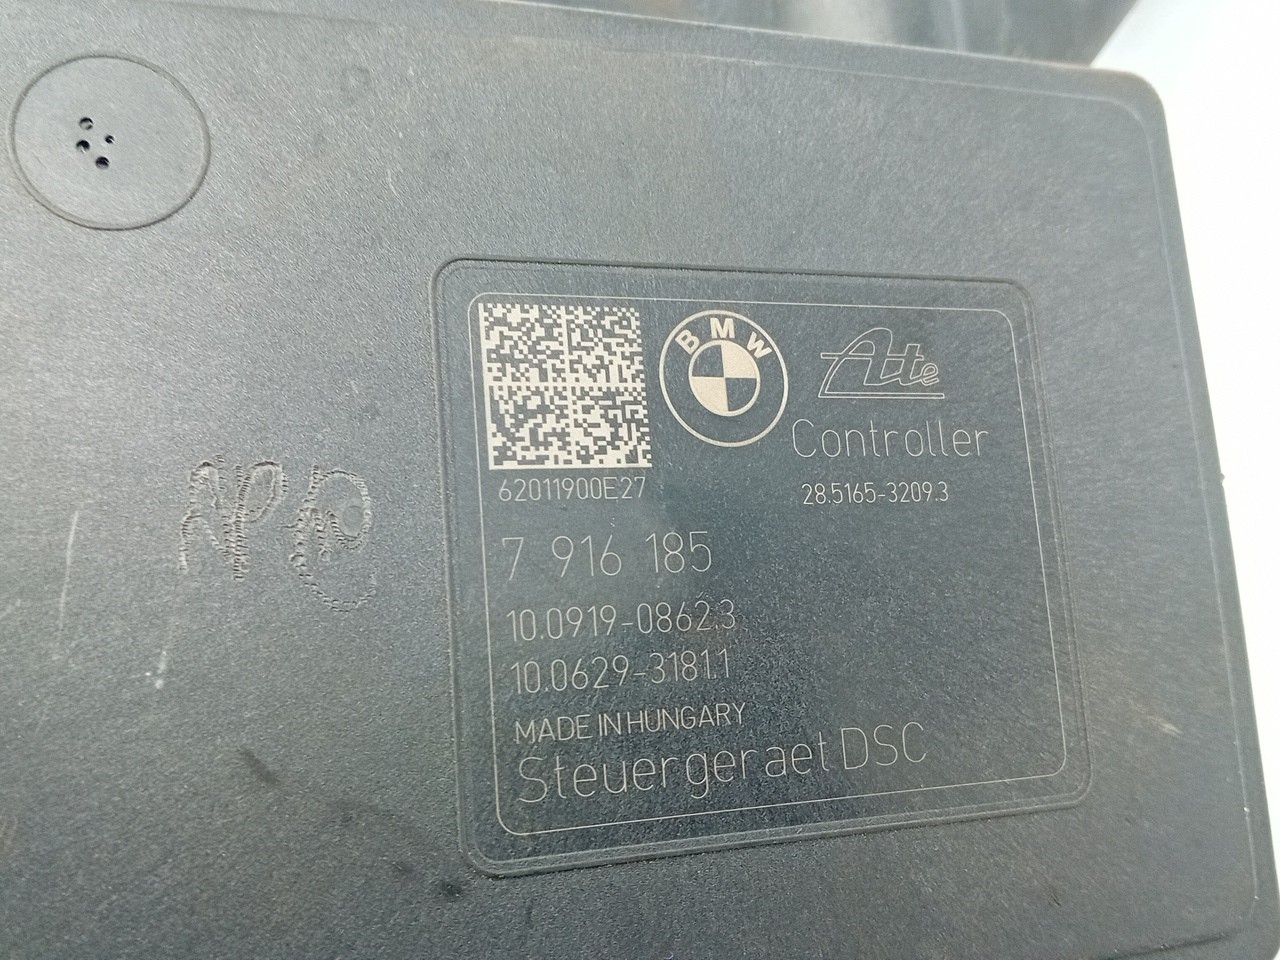 BMW
Ate
Controller
62011900E27
28.5165-3209.3
7 916 185
10.0919-0862.3
10.0629-3181.1
MADE IN HUNGARY
Steuergeraet DSC